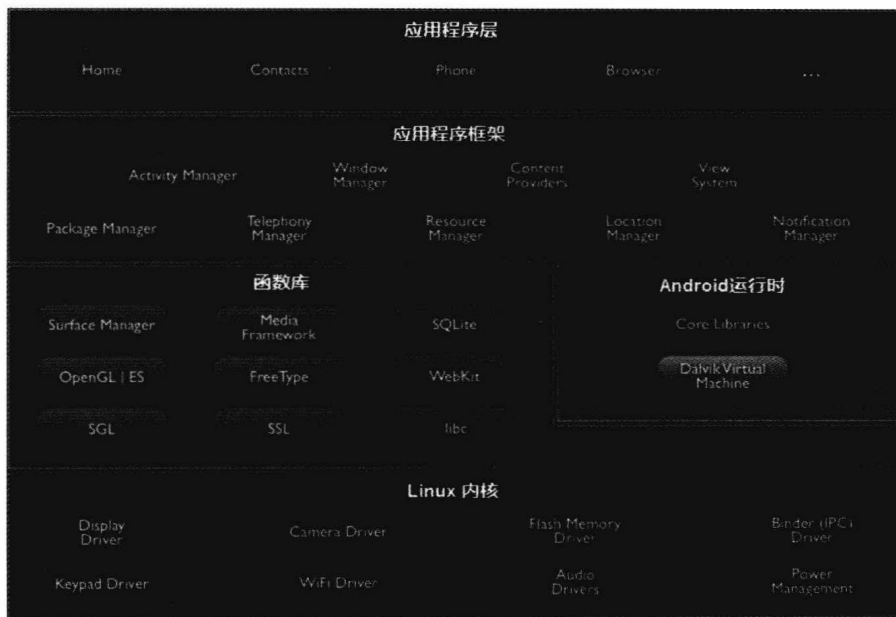 应用程序层
Home Contacts Phone Browser ...
应用程序框架
Activity Manager Window Manager Content Providers View System
Package Manager Telephony Manager Resource Manager Location Manager Notification Manager
函数库 Android运行时
Surface Manager Media Framework SQLite Core Libraries
OpenGL | ES FreeType WebKit Dalvik Virtual Machine
SGL SSL libc
Linux 内核
Display Driver Camera Driver Flash Memory Driver Binder (IPC) Driver
Keypad Driver WiFi Driver Audio Drivers Power Management